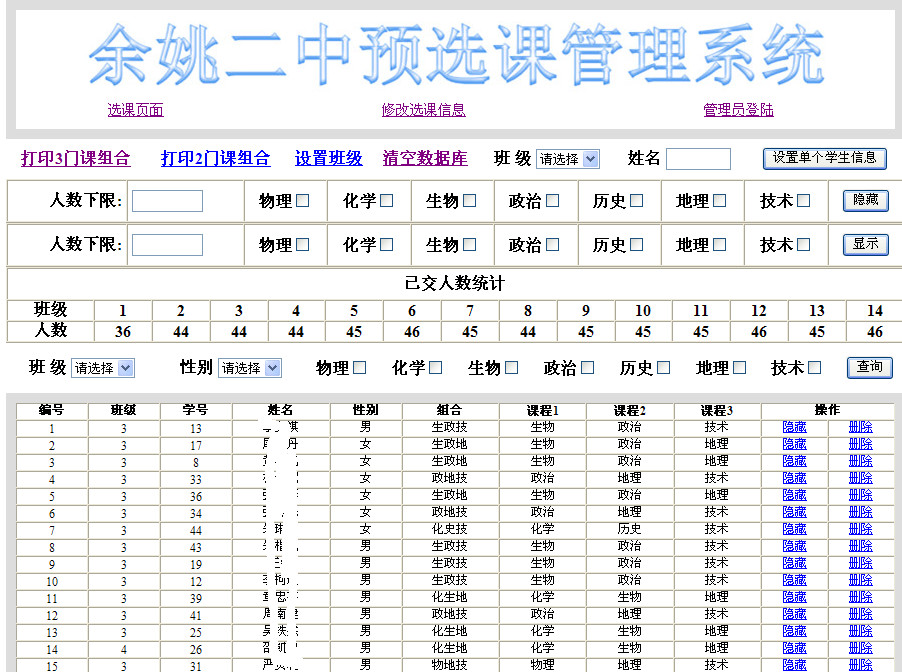 余姚二中预选课管理系统
选课页面 修改选课信息 管理员登陆
打印3门课组合 打印2门课组合 设置班级 清空数据库 班 级 请选择 姓名 设置单个学生信息
人数下限: 物理 化学 生物 政治 历史 地理 技术 隐藏
人数下限: 物理 化学 生物 政治 历史 地理 技术 显示
已交人数统计
班级 1 2 3 4 5 6 7 8 9 10 11 12 13 14
人数 36 44 44 44 45 46 45 44 45 45 45 46 45 46
班 级 请选择 性别 请选择 物理 化学 生物 政治 历史 地理 技术 查询
编号 班级 学号 姓名 性别 组合 课程1 课程2 课程3 操作
1 3 13 男 生政技 生物 政治 技术 隐藏 删除
2 3 17 女 生政地 生物 政治 地理 隐藏 删除
3 3 8 女 生政地 生物 政治 地理 隐藏 删除
4 3 33 女 政地技 政治 地理 技术 隐藏 删除
5 3 36 女 生政地 生物 政治 地理 隐藏 删除
6 3 34 女 政地技 政治 地理 技术 隐藏 删除
7 3 44 女 化史技 化学 历史 技术 隐藏 删除
8 3 43 男 生政技 生物 政治 技术 隐藏 删除
9 3 19 男 生政技 生物 政治 技术 隐藏 删除
10 3 12 男 生政技 生物 政治 技术 隐藏 删除
11 3 39 男 化生地 化学 生物 地理 隐藏 删除
12 3 41 男 政地技 政治 地理 技术 隐藏 删除
13 3 25 男 化生地 化学 生物 地理 隐藏 删除
14 4 26 男 化生地 化学 生物 地理 隐藏 删除
15 3 31 男 物地技 物理 地理 技术 隐藏 删除